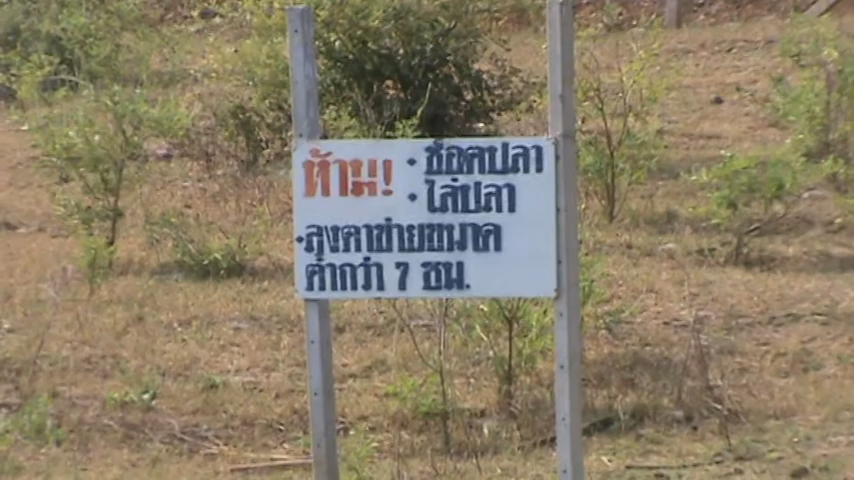 ห้าม! • ช๊อตปลา
• ไล่ปลา
• ลงตาข่ายขนาด
ต่ำกว่า 7 ซม.